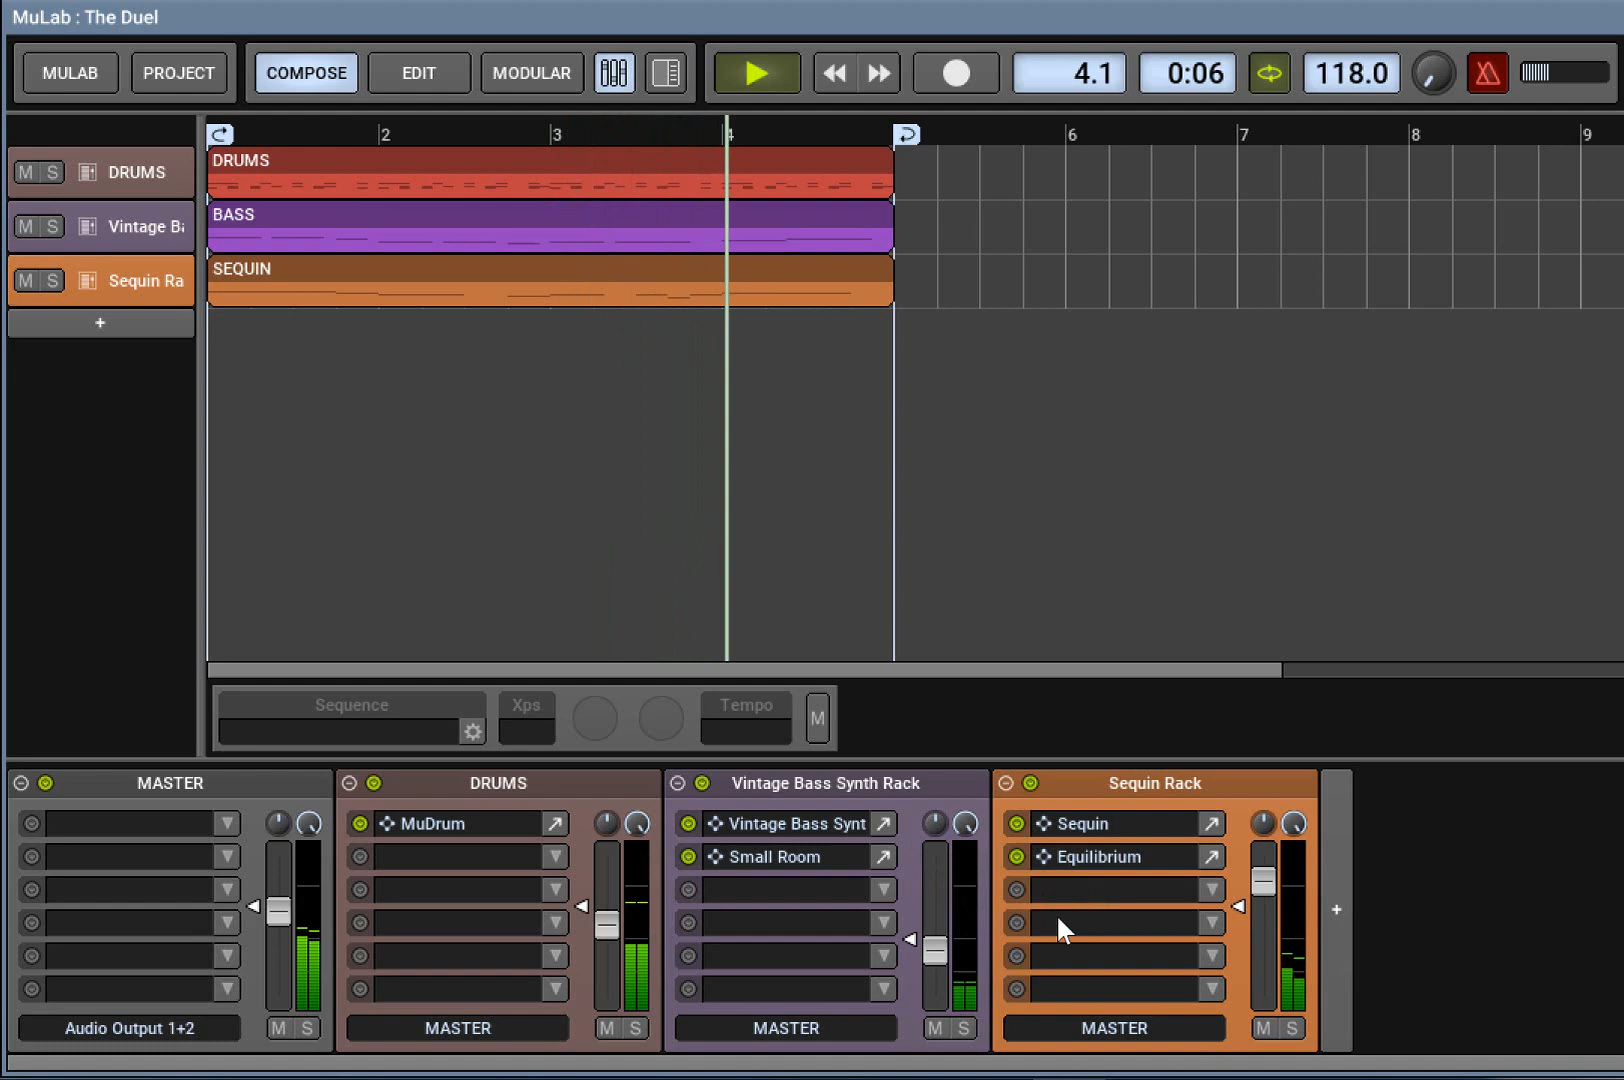 MuLab : The Duel
MULAB PROJECT COMPOSE EDIT MODULAR 4.1 0:06 118.0
2 3 4 6 7 8 9
M S DRUMS
DRUMS
M S Vintage Ba
BASS
M S Sequin Ra
SEQUIN
+
Sequence Xps Tempo M
MASTER DRUMS Vintage Bass Synth Rack Sequin Rack
MuDrum Vintage Bass Synt Sequin
Small Room Equilibrium
+
Audio Output 1+2 M S MASTER M S MASTER M S MASTER M S